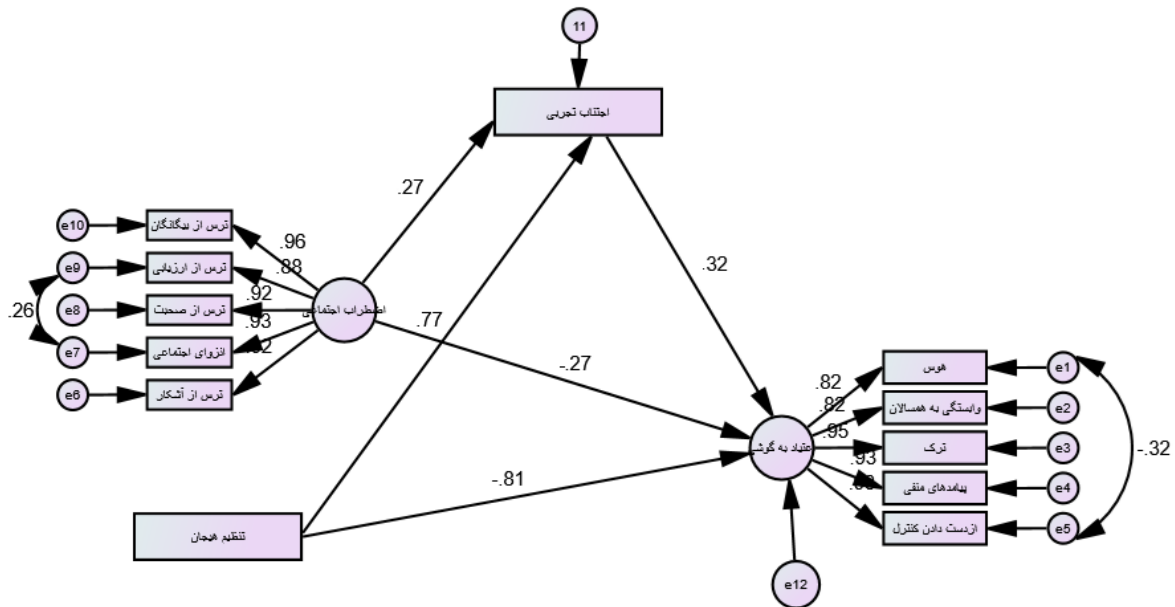 11
اجتناب تجربی
.27
e10
ترس از بیگانگان
.96
e9
ترس از ارزیابی
.88
.32
.26
e8
ترس از صحبت
.92
اضطراب اجتماعی
e7
انزوای اجتماعی
.93
.77
e6
ترس از آشکار
-.27
هوس
e1
.82
وابستگی به همسالان
e2
.82
ترک
e3
.95
-.32
اعتیاد به گوشی
پیامدهای منفی
e4
.93
ازدست دادن کنترل
e5
-.81
تنظیم هیجان
e12